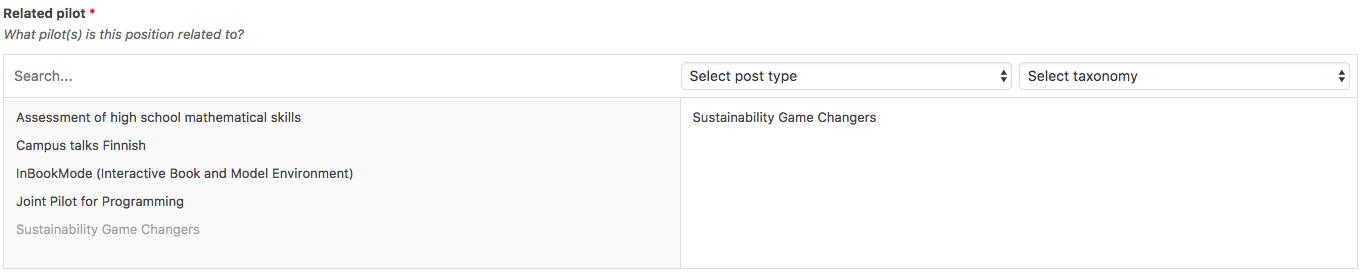 Related pilot *
What pilot(s) is this position related to?
Search...
Select post type
Select taxonomy
Assessment of high school mathematical skills
Campus talks Finnish
InBookMode (Interactive Book and Model Environment)
Joint Pilot for Programming
Sustainability Game Changers
Sustainability Game Changers